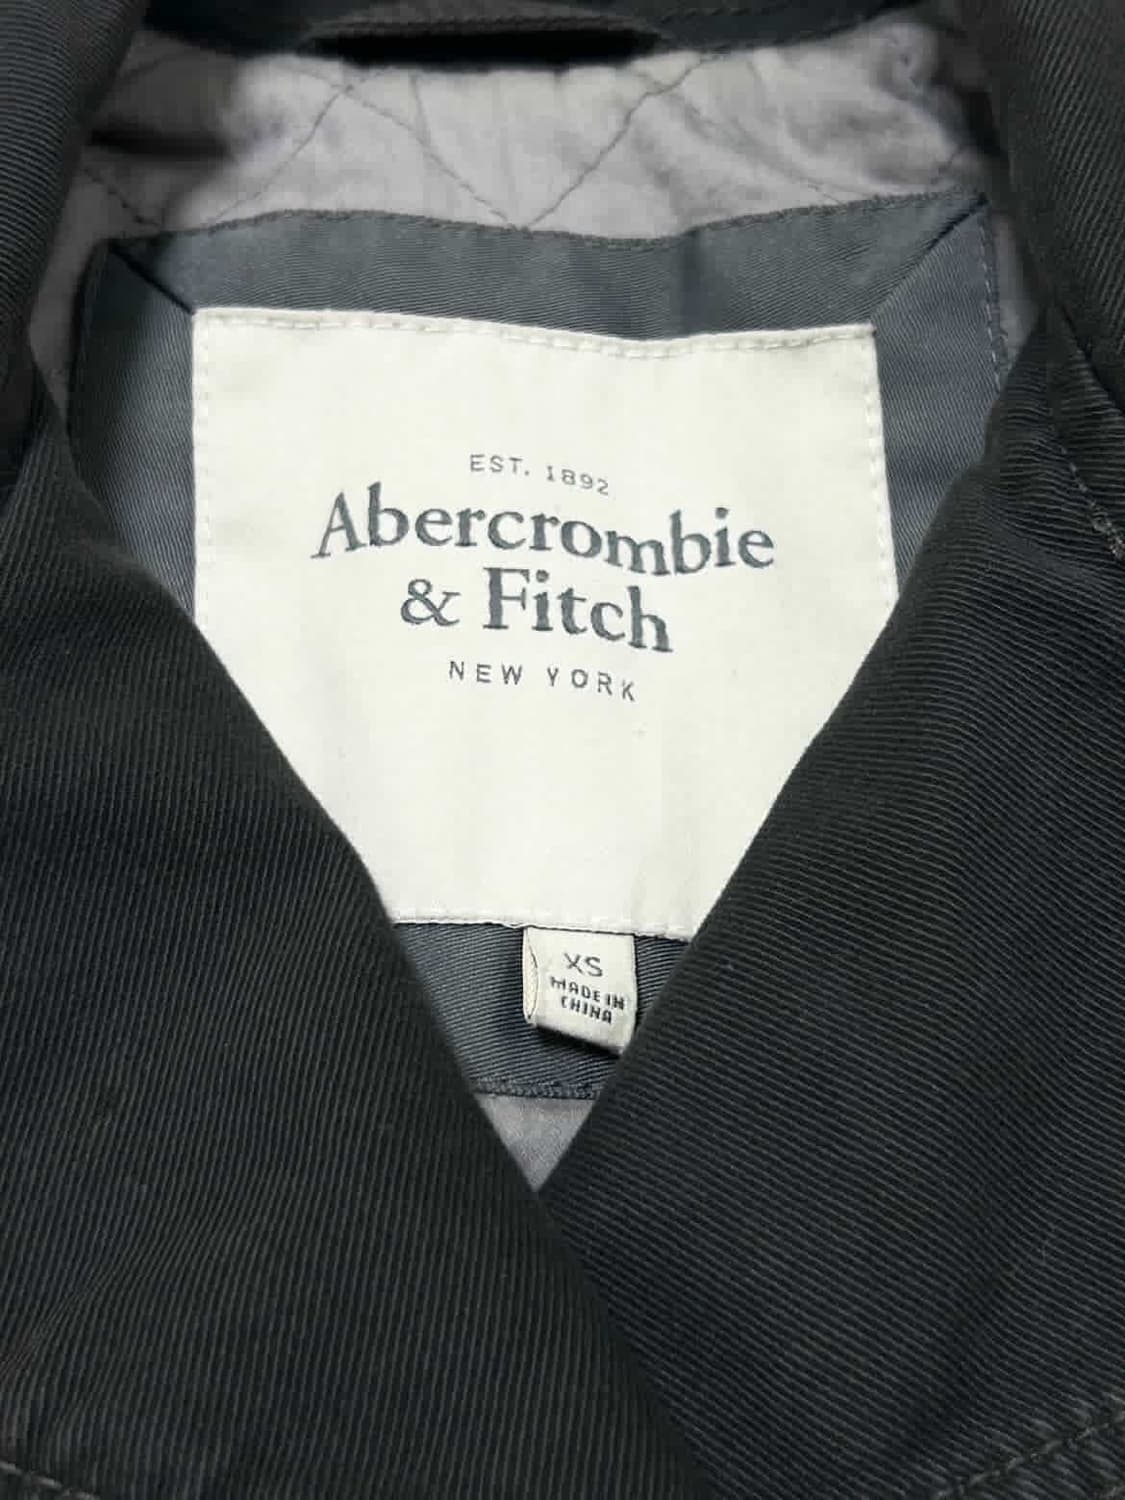 EST. 1892
Abercrombie
& Fitch
NEW YORK
XS
MADE IN
CHINA